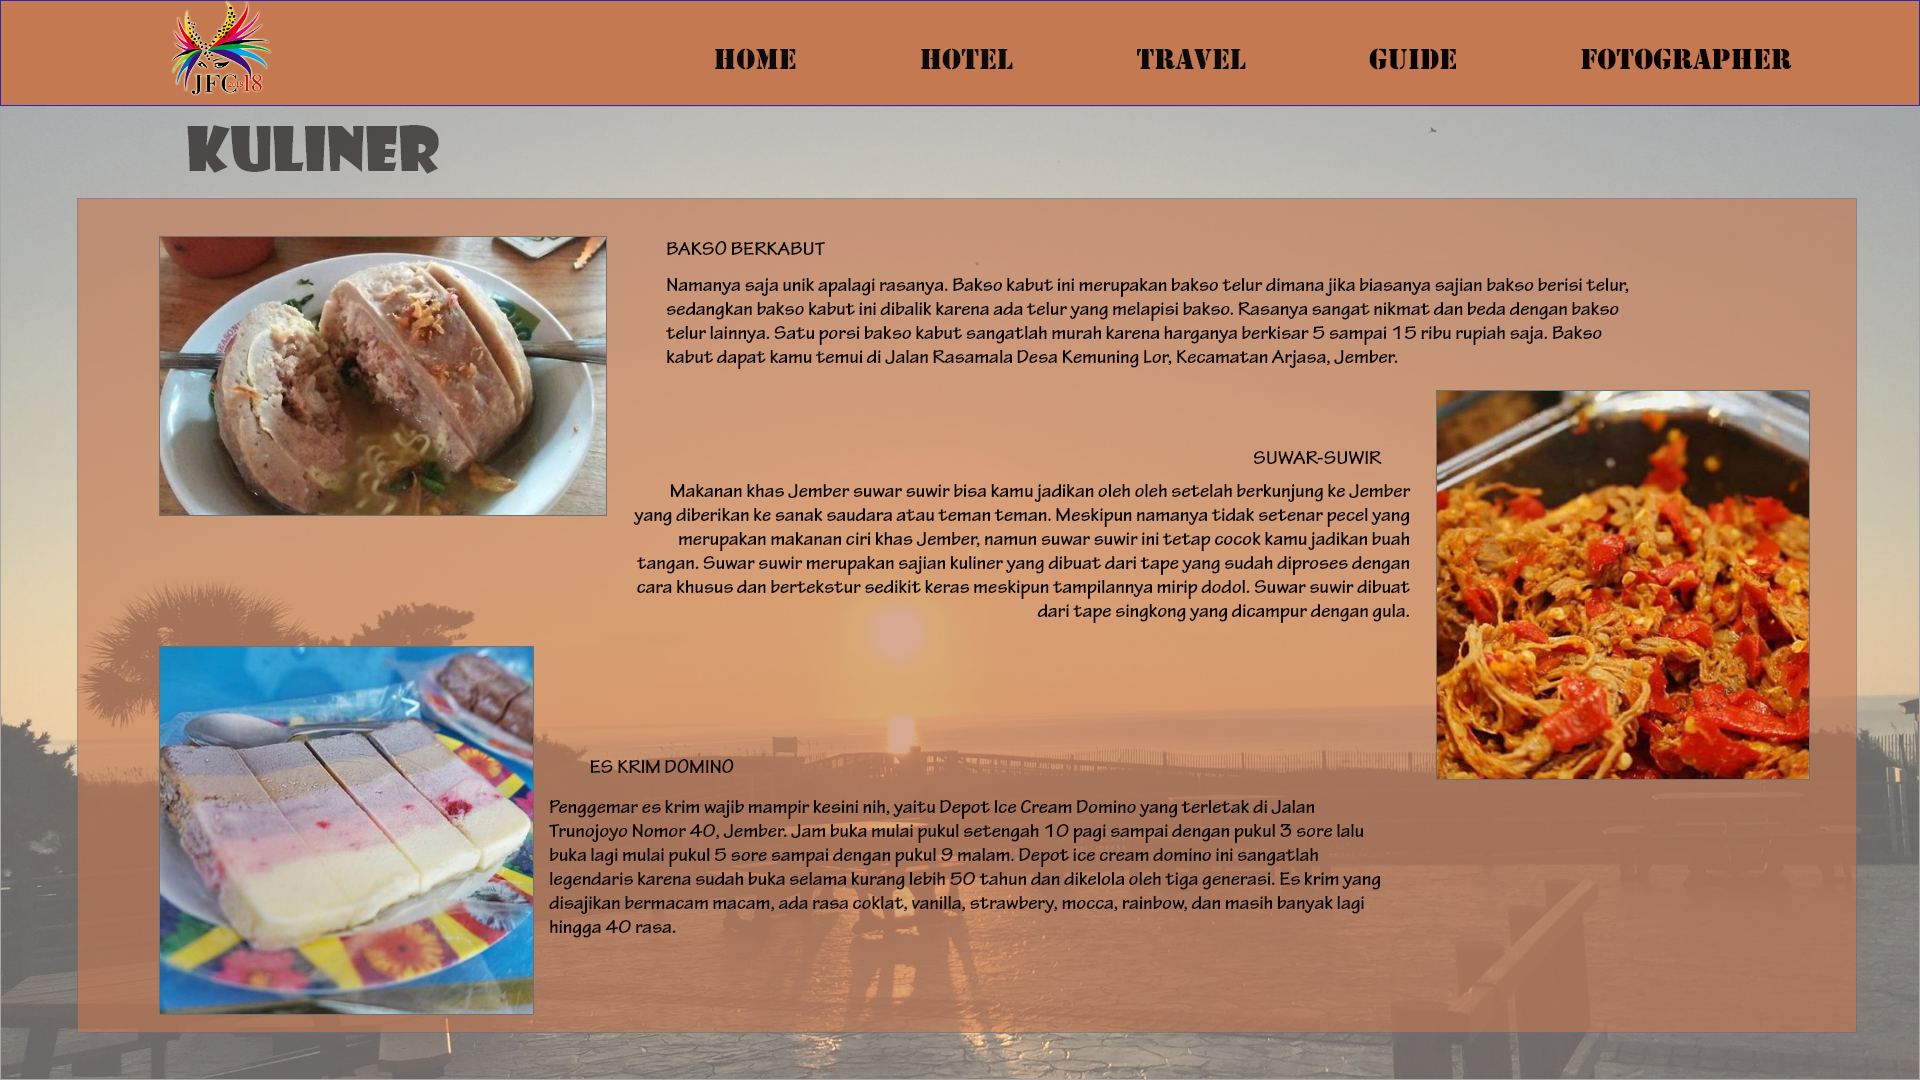 JFC 18
HOME HOTEL TRAVEL GUIDE FOTOGRAPHER
KULINER
BAKSO BERKABUT
Namanya saja unik apalagi rasanya. Bakso kabut ini merupakan bakso telur dimana jika biasanya sajian bakso berisi telur,
sedangkan bakso kabut ini dibalik karena ada telur yang melapisi bakso. Rasanya sangat nikmat dan beda dengan bakso
telur lainnya. Satu porsi bakso kabut sangatlah murah karena harganya berkisar 5 sampai 15 ribu rupiah saja. Bakso
kabut dapat kamu temui di Jalan Rasamala Desa Kemuning Lor, Kecamatan Arjasa, Jember.
SUWAR-SUWIR
Makanan khas Jember suwar suwir bisa kamu jadikan oleh oleh setelah berkunjung ke Jember
yang diberikan ke sanak saudara atau teman teman. Meskipun namanya tidak setenar pecel yang
merupakan makanan ciri khas Jember, namun suwar suwir ini tetap cocok kamu jadikan buah
tangan. Suwar suwir merupakan sajian kuliner yang dibuat dari tape yang sudah diproses dengan
cara khusus dan bertekstur sedikit keras meskipun tampilannya mirip dodol. Suwar suwir dibuat
dari tape singkong yang dicampur dengan gula.
ES KRIM DOMINO
Penggemar es krim wajib mampir kesini nih, yaitu Depot Ice Cream Domino yang terletak di Jalan
Trunojoyo Nomor 40, Jember. Jam buka mulai pukul setengah 10 pagi sampai dengan pukul 3 sore lalu
buka lagi mulai pukul 5 sore sampai dengan pukul 9 malam. Depot ice cream domino ini sangatlah
legendaris karena sudah buka selama kurang lebih 50 tahun dan dikelola oleh tiga generasi. Es krim yang
disajikan bermacam macam, ada rasa coklat, vanilla, strawbery, mocca, rainbow, dan masih banyak lagi
hingga 40 rasa.